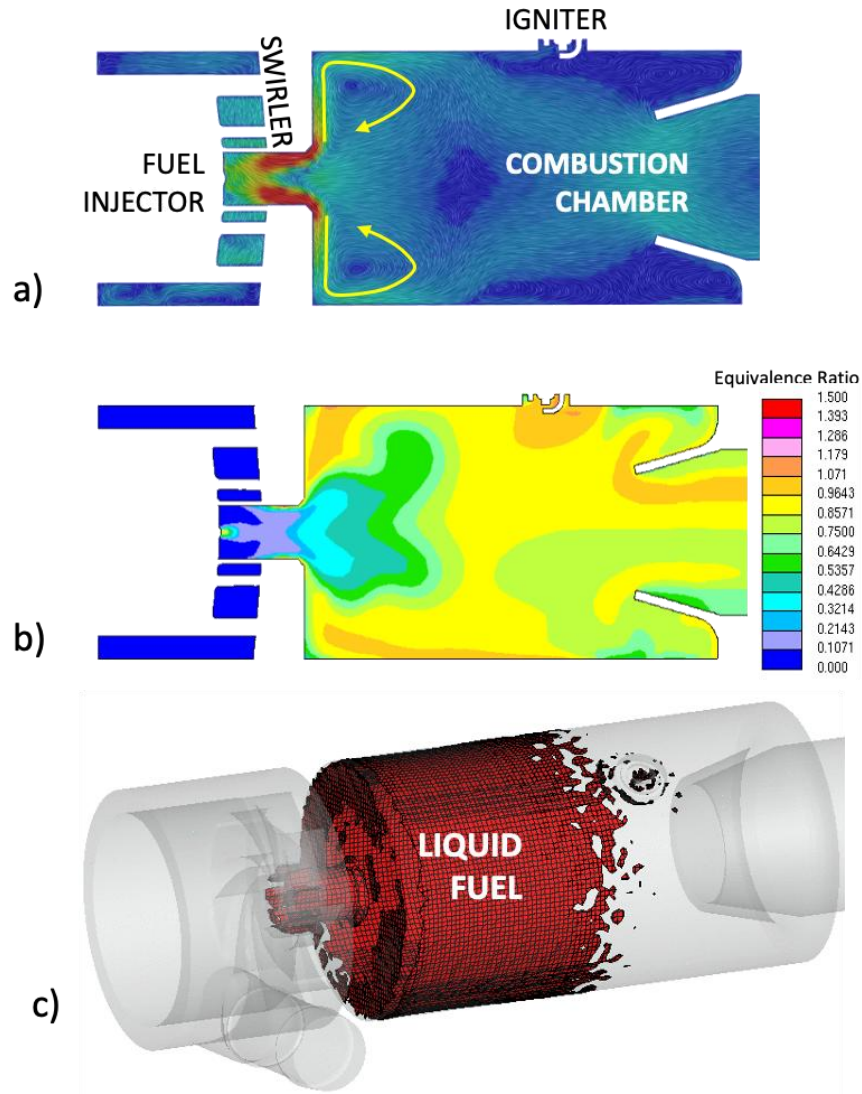 IGNITER
SWIRLER
FUEL
INJECTOR
COMBUSTION
CHAMBER
a)
Equivalence Ratio
1.500
1.393
1.286
1.179
1.071
0.9643
0.8571
0.7500
0.6429
0.5357
0.4286
0.3214
0.2143
0.1071
0.000
b)
LIQUID
FUEL
c)